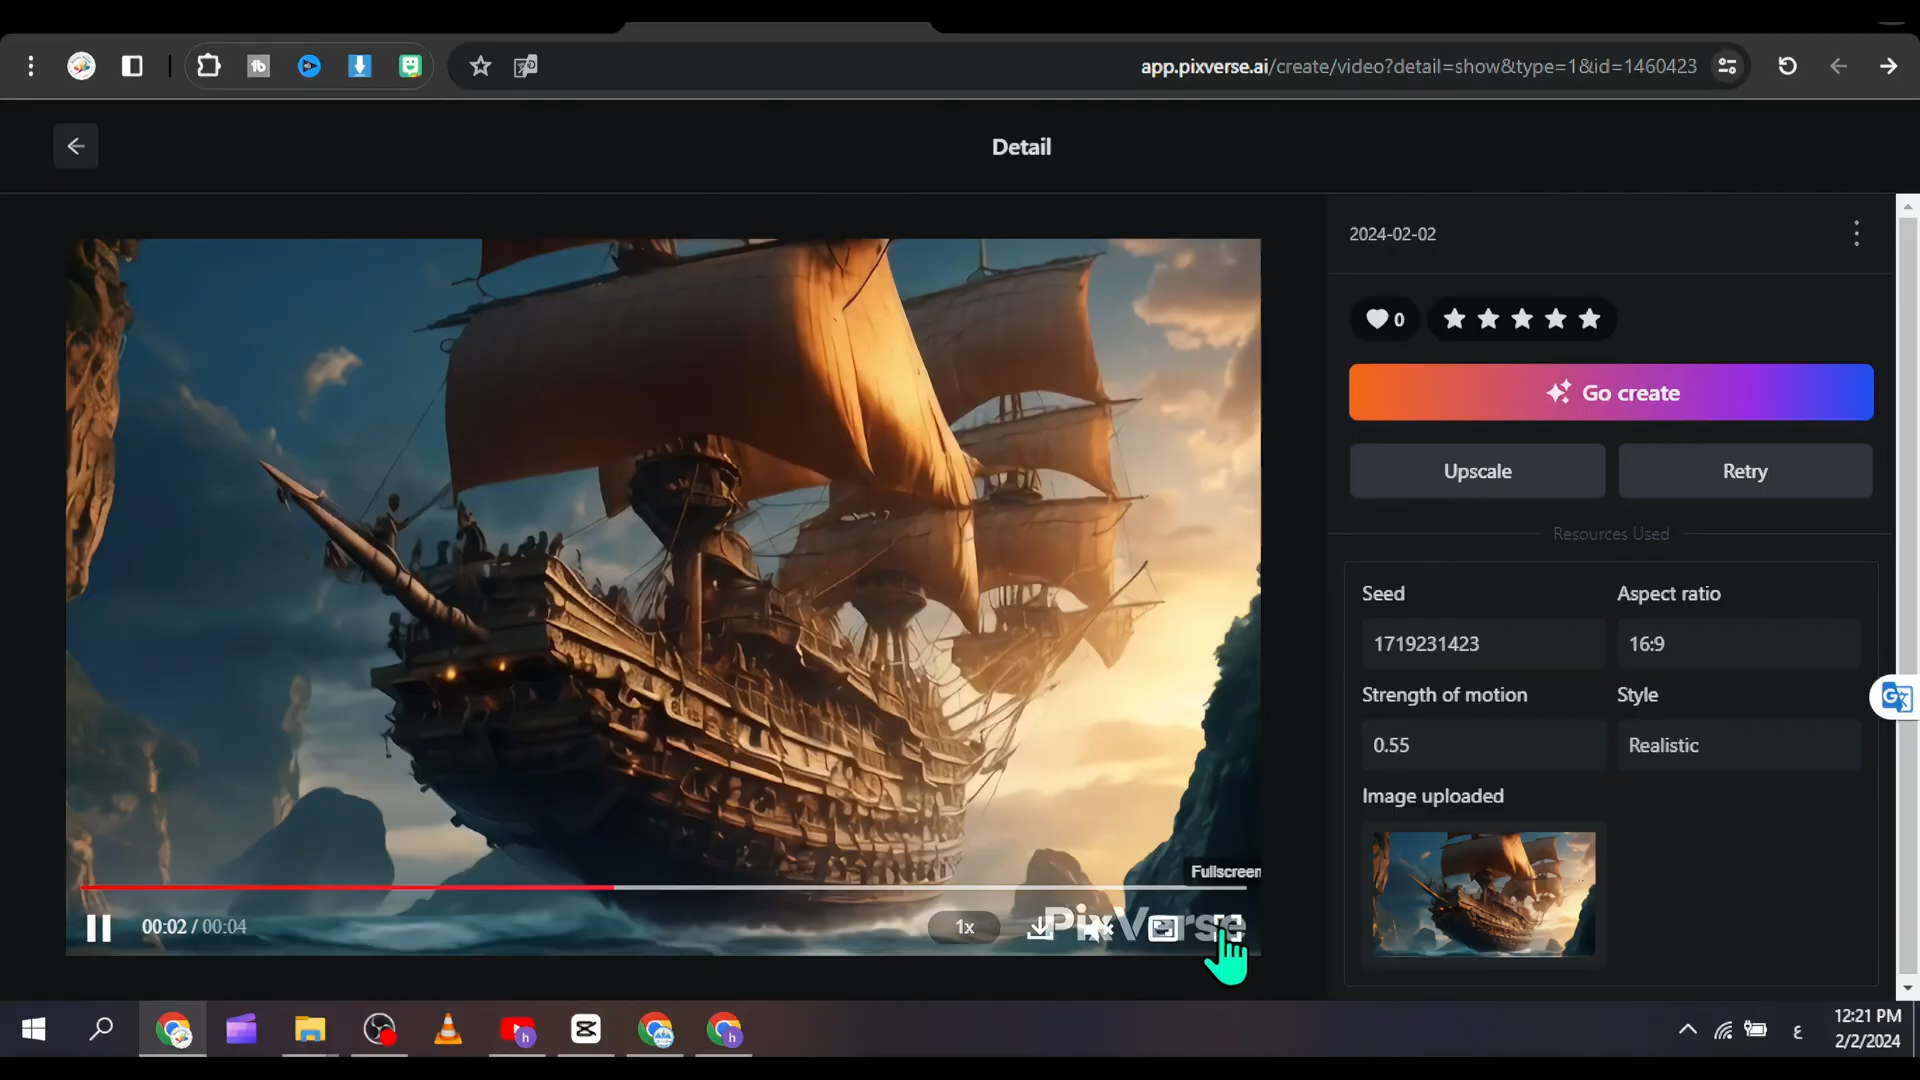 app.pixverse.ai/create/video?detail=show&type=1&id=1460423
Detail
2024-02-02
0
Go create
Upscale
Retry
Resources Used
Seed
Aspect ratio
1719231423
16:9
Strength of motion
Style
0.55
Realistic
Image uploaded
Fullscreen
00:02 / 00:04
1x
PixVerse
ع
12:21 PM
2/2/2024